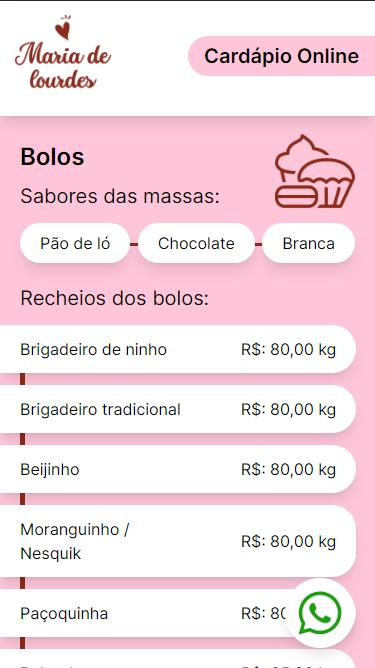 Maria de
lourdes
Cardápio Online
Bolos
Sabores das massas:
Pão de ló
Chocolate
Branca
Recheios dos bolos:
Brigadeiro de ninho
R$: 80,00 kg
Brigadeiro tradicional
R$: 80,00 kg
Beijinho
R$: 80,00 kg
Moranguinho /
Nesquik
R$: 80,00 kg
Paçoquinha
R$: 80